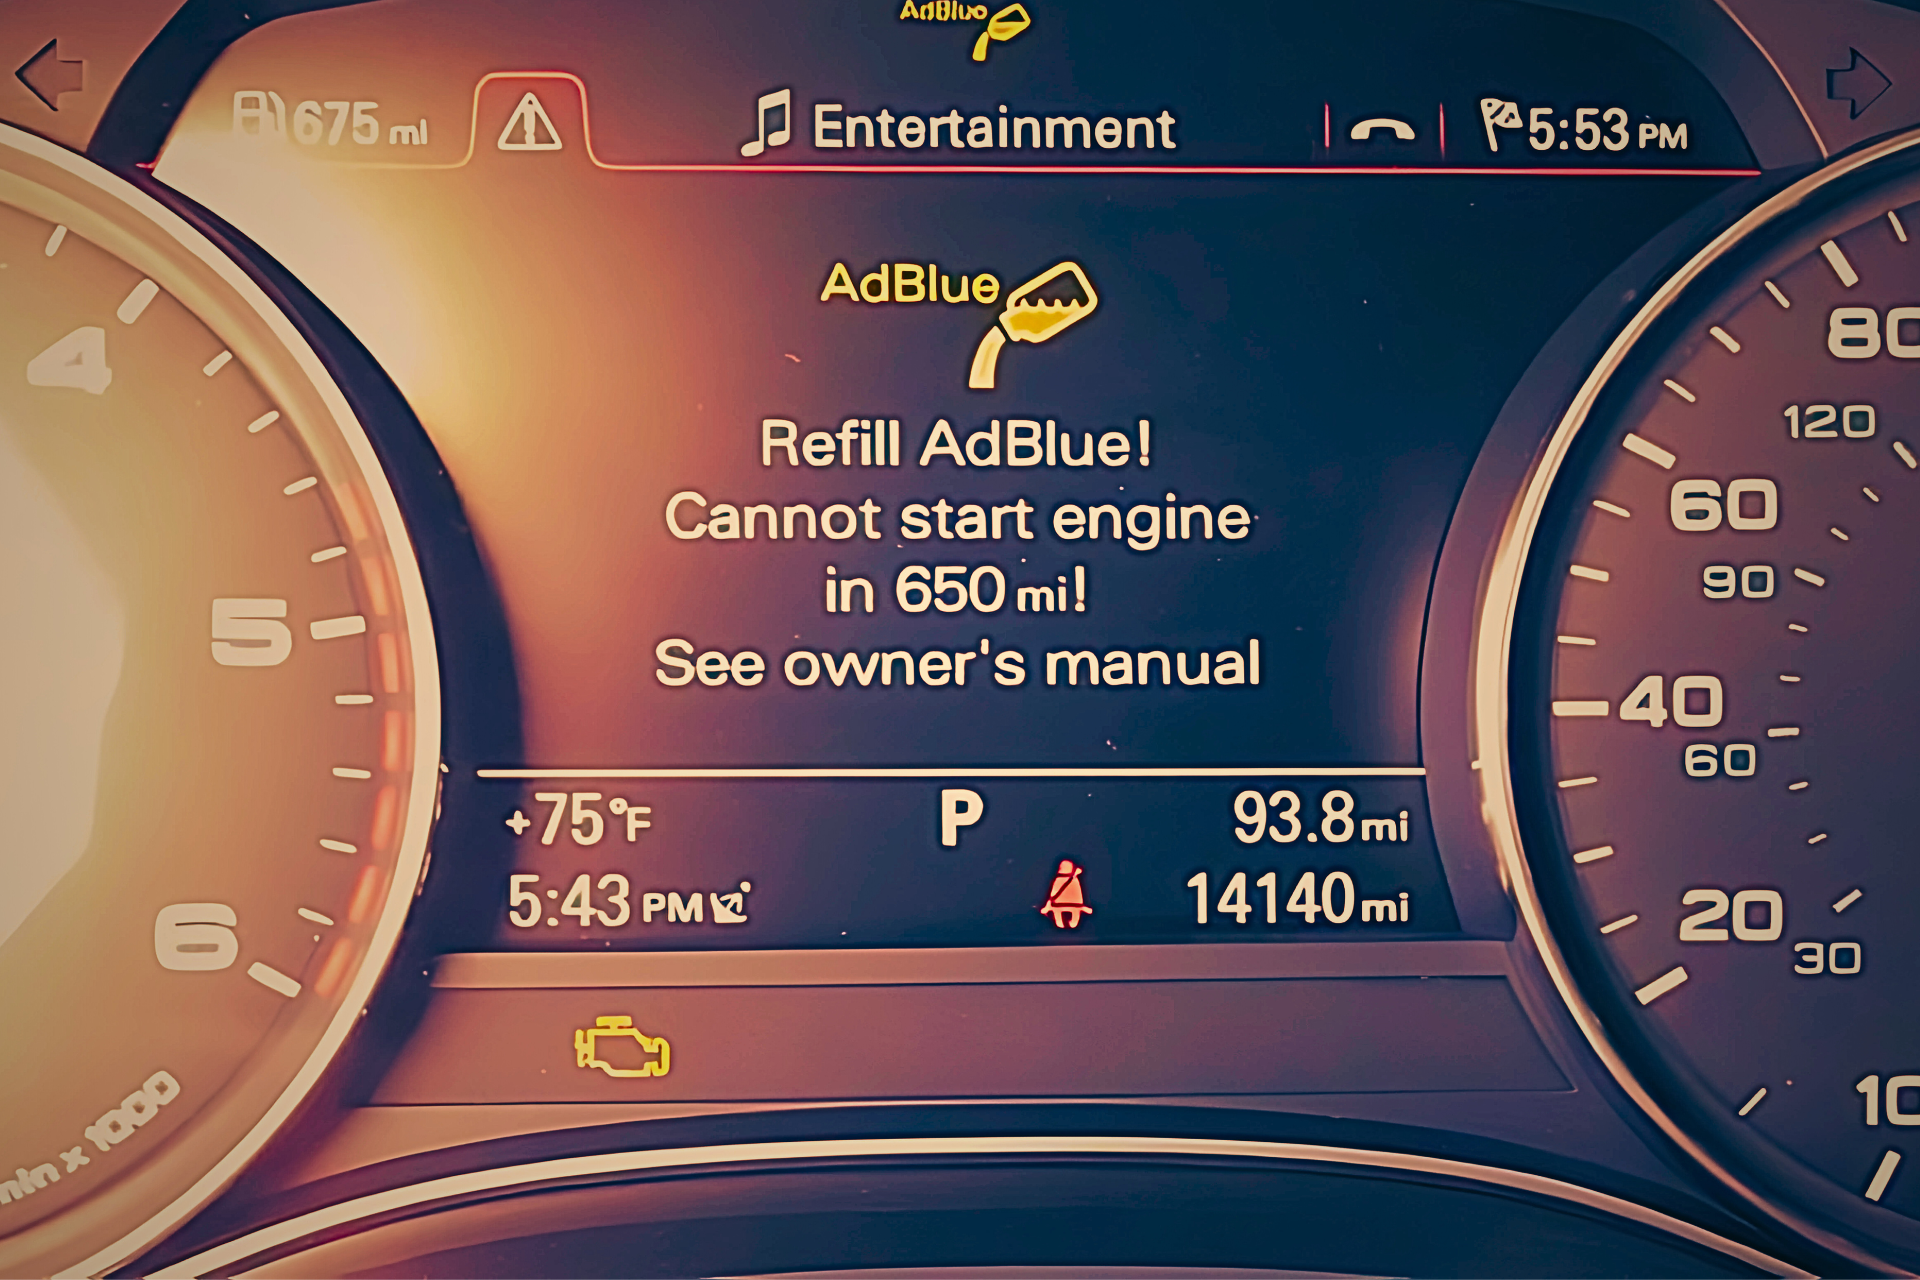 AdBlue
675 mi
Entertainment
5:53 PM
AdBlue
Refill AdBlue!
Cannot start engine
in 650 mi!
See owner's manual
+75°F
P
93.8 mi
5:43 PM
14140 mi
4
5
6
x 1000
80
120
60
90
40
60
20
30